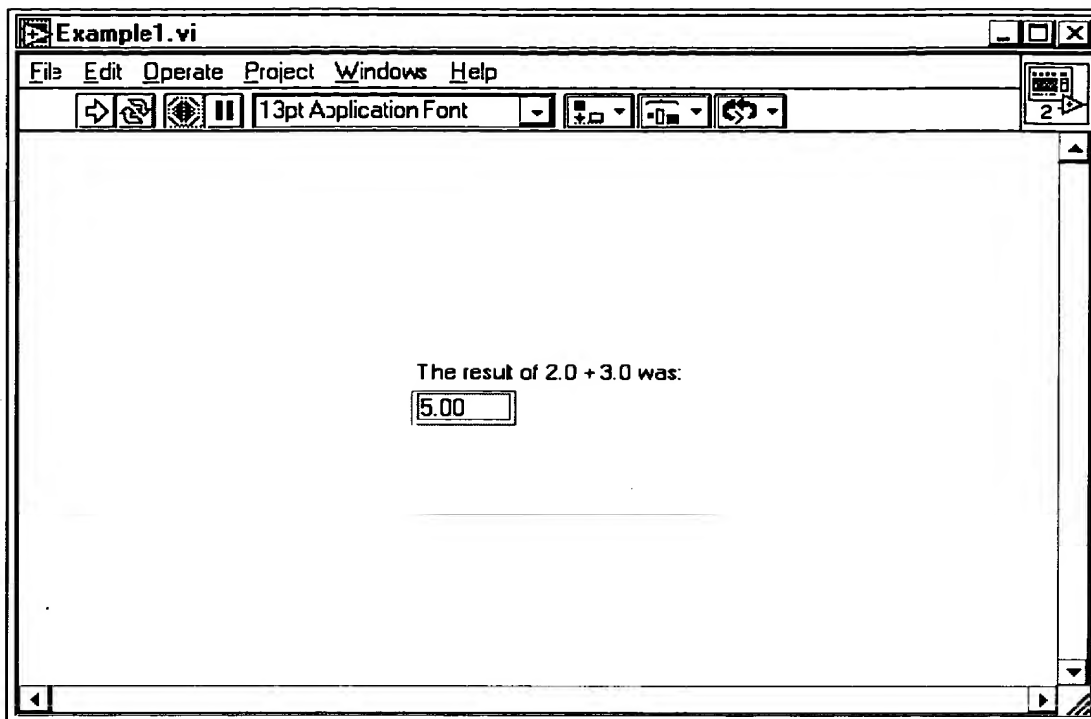 Example1.vi
File Edit Operate Project Windows Help
13pt Application Font
2
The result of 2.0 + 3.0 was:
5.00